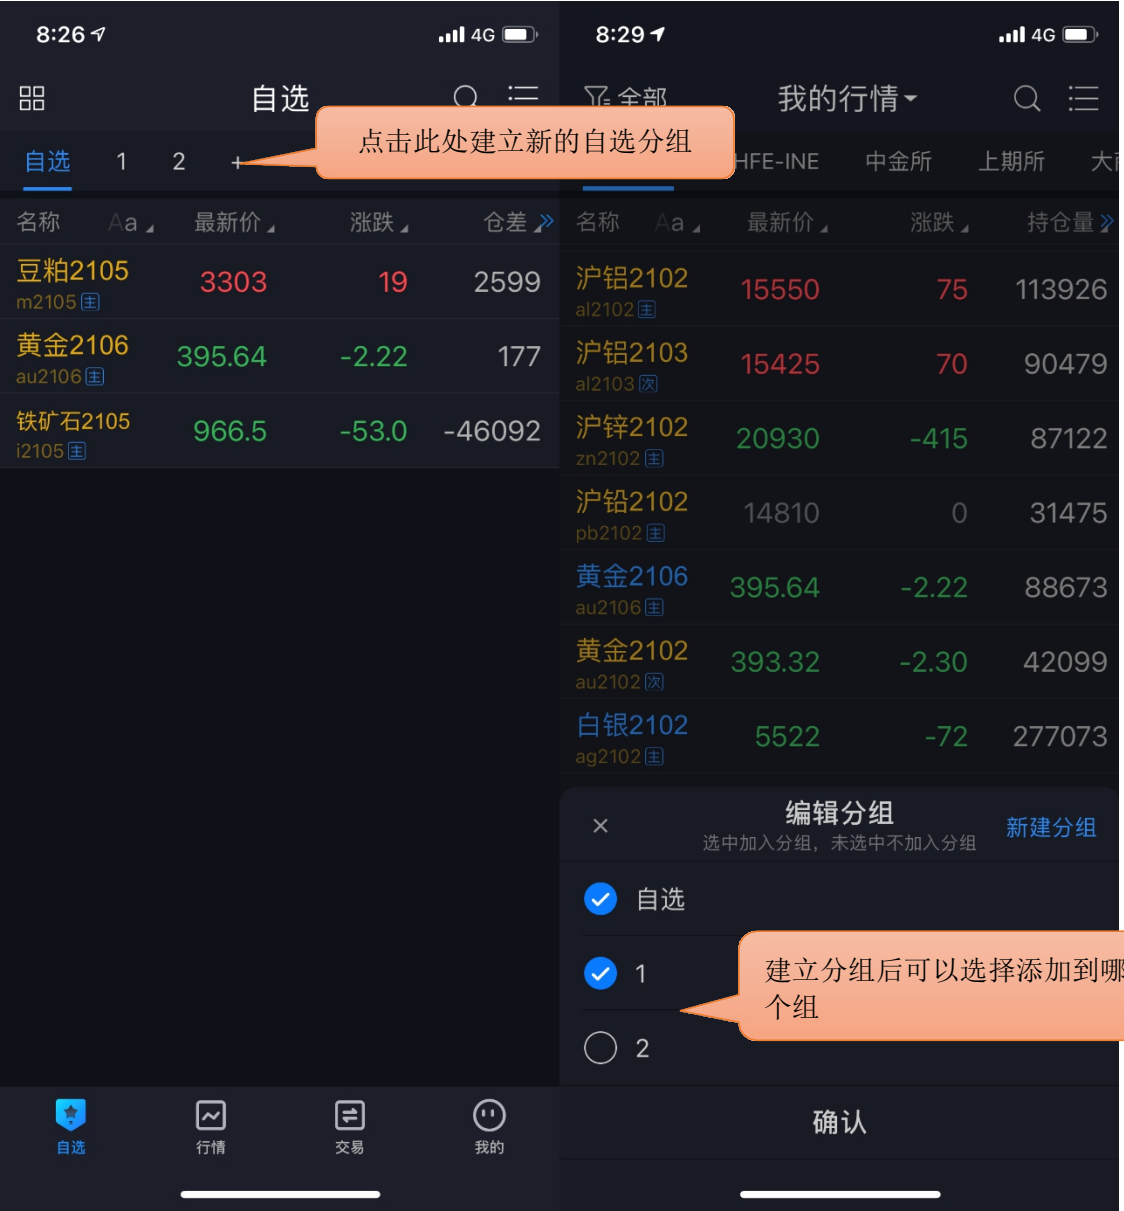 8:26
4G
自选
自选
1
2
+
点击此处建立新的自选分组
名称
Aa
最新价
涨跌
仓差
豆粕2105
m2105 主
3303
19
2599
黄金2106
au2106 主
395.64
-2.22
177
铁矿石2105
i2105 主
966.5
-53.0
-46092
自选
行情
交易
我的
8:29
4G
全部
我的行情
HFE-INE
中金所
上期所
大
名称
Aa
最新价
涨跌
持仓量
沪铝2102
al2102 主
15550
75
113926
沪铝2103
al2103 次
15425
70
90479
沪锌2102
zn2102 主
20930
-415
87122
沪铅2102
pb2102 主
14810
0
31475
黄金2106
au2106 主
395.64
-2.22
88673
黄金2102
au2102 次
393.32
-2.30
42099
白银2102
ag2102 主
5522
-72
277073
编辑分组
选中加入分组，未选中不加入分组
新建分组
自选
1
2
建立分组后可以选择添加到哪
个组
确认